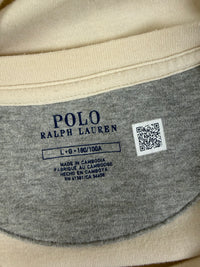 POLO
RALPH LAUREN
L • G - 180/100A
MADE IN CAMBODIA
FABRIQUÉ AU CAMBODGE
HECHO EN CAMBOYA